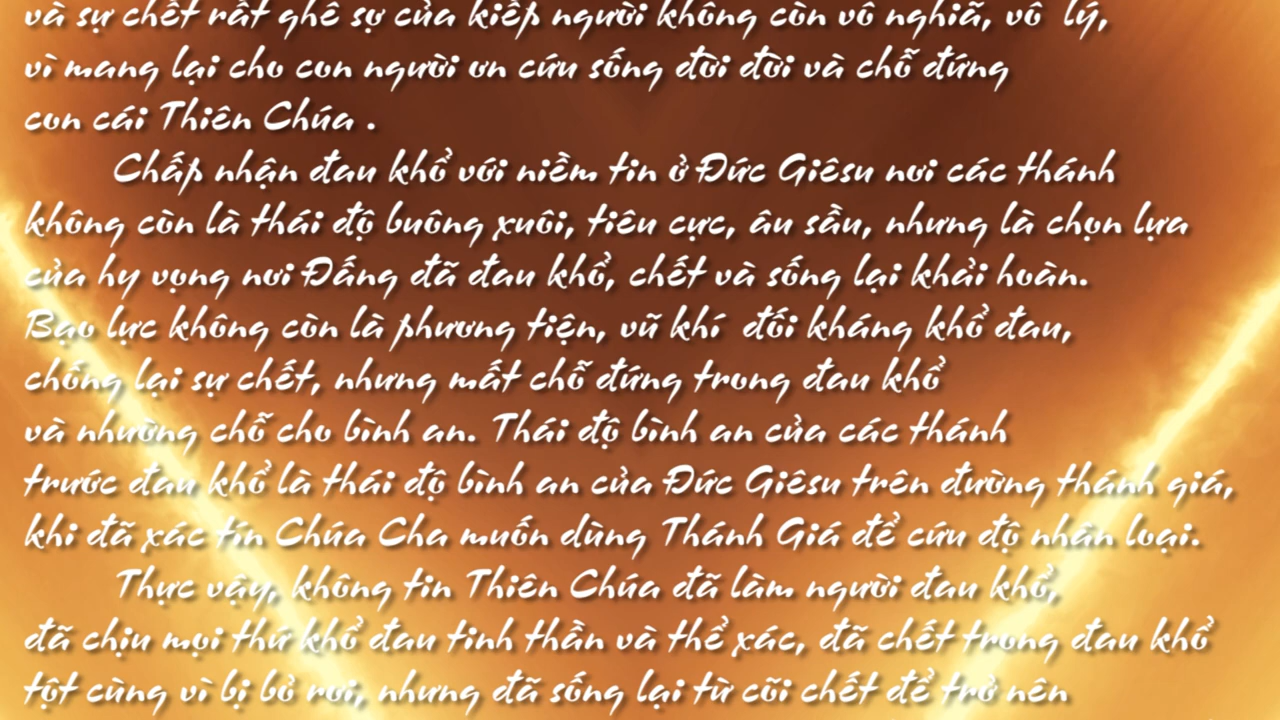 và sự chết rất ghê sợ của kiếp người không còn vô nghiã, vô lý,
vì mang lại cho con người ơn cứu sống đời đời và chỗ đứng
con cái Thiên Chúa .
Chấp nhận đau khổ với niềm tin ở Đức Giêsu nơi các thánh
không còn là thái độ buông xuôi, tiêu cực, âu sầu, nhưng là chọn lựa
của hy vọng nơi Đấng đã đau khổ, chết và sống lại khải hoàn.
Bạo lực không còn là phương tiện, vũ khí đối kháng khổ đau,
chống lại sự chết, nhưng mất chỗ đứng trong đau khổ
và nhường chỗ cho bình an. Thái độ bình an của các thánh
trước đau khổ là thái độ bình an của Đức Giêsu trên đường thánh giá,
khi đã xác tín Chúa Cha muốn dùng Thánh Giá để cứu độ nhân loại.
Thực vậy, không tin Thiên Chúa đã làm người đau khổ,
đã chịu mọi thứ khổ đau tinh thần và thể xác, đã chết trong đau khổ
tột cùng vì bị bỏ rơi, nhưng đã sống lại từ cõi chết để trở nên